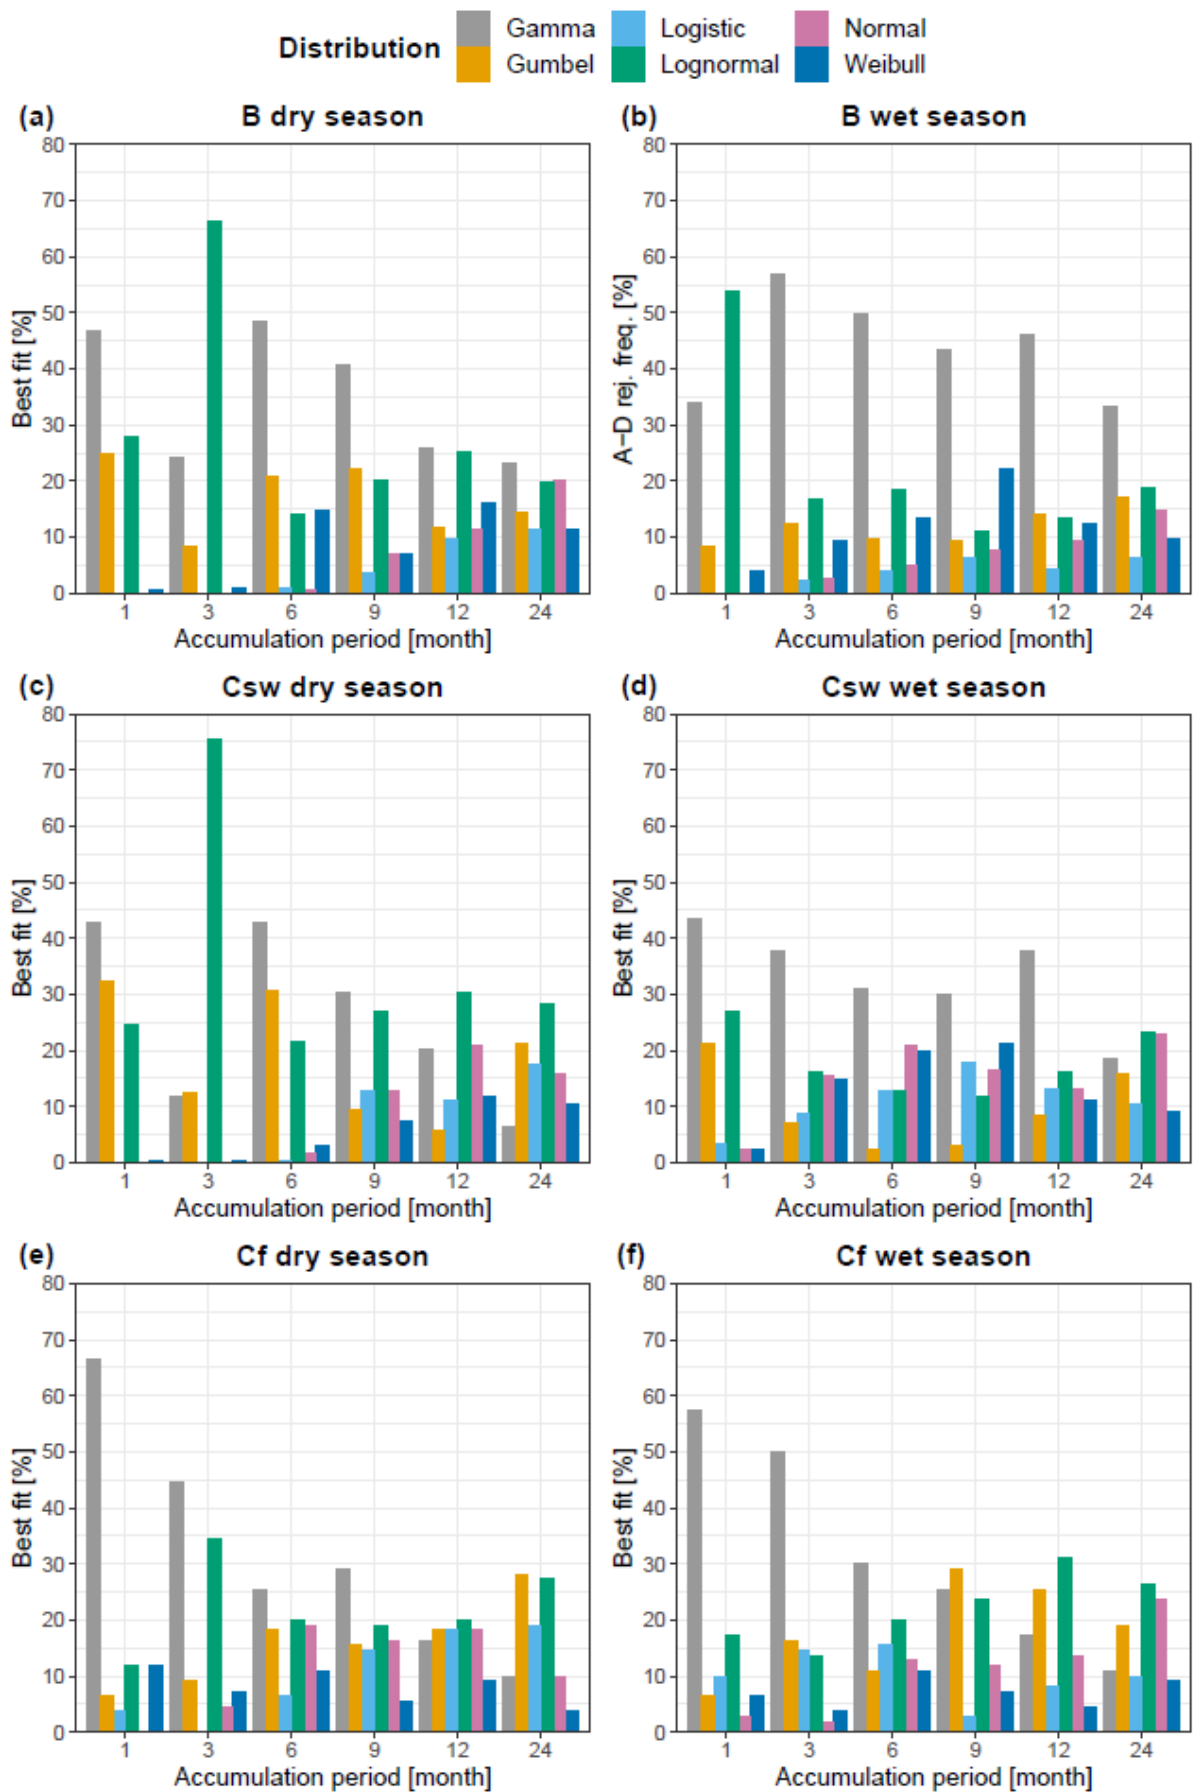 Distribution
Gamma Logistic Normal
Gumbel Lognormal Weibull
(a) B dry season
80
70
60
50
40
30
20
10
0
Best fit [%]
1 3 6 9 12 24
Accumulation period [month]
(b) B wet season
80
70
60
50
40
30
20
10
0
A−D rej. freq. [%]
1 3 6 9 12 24
Accumulation period [month]
(c) Csw dry season
80
70
60
50
40
30
20
10
0
Best fit [%]
1 3 6 9 12 24
Accumulation period [month]
(d) Csw wet season
80
70
60
50
40
30
20
10
0
Best fit [%]
1 3 6 9 12 24
Accumulation period [month]
(e) Cf dry season
80
70
60
50
40
30
20
10
0
Best fit [%]
1 3 6 9 12 24
Accumulation period [month]
(f) Cf wet season
80
70
60
50
40
30
20
10
0
Best fit [%]
1 3 6 9 12 24
Accumulation period [month]